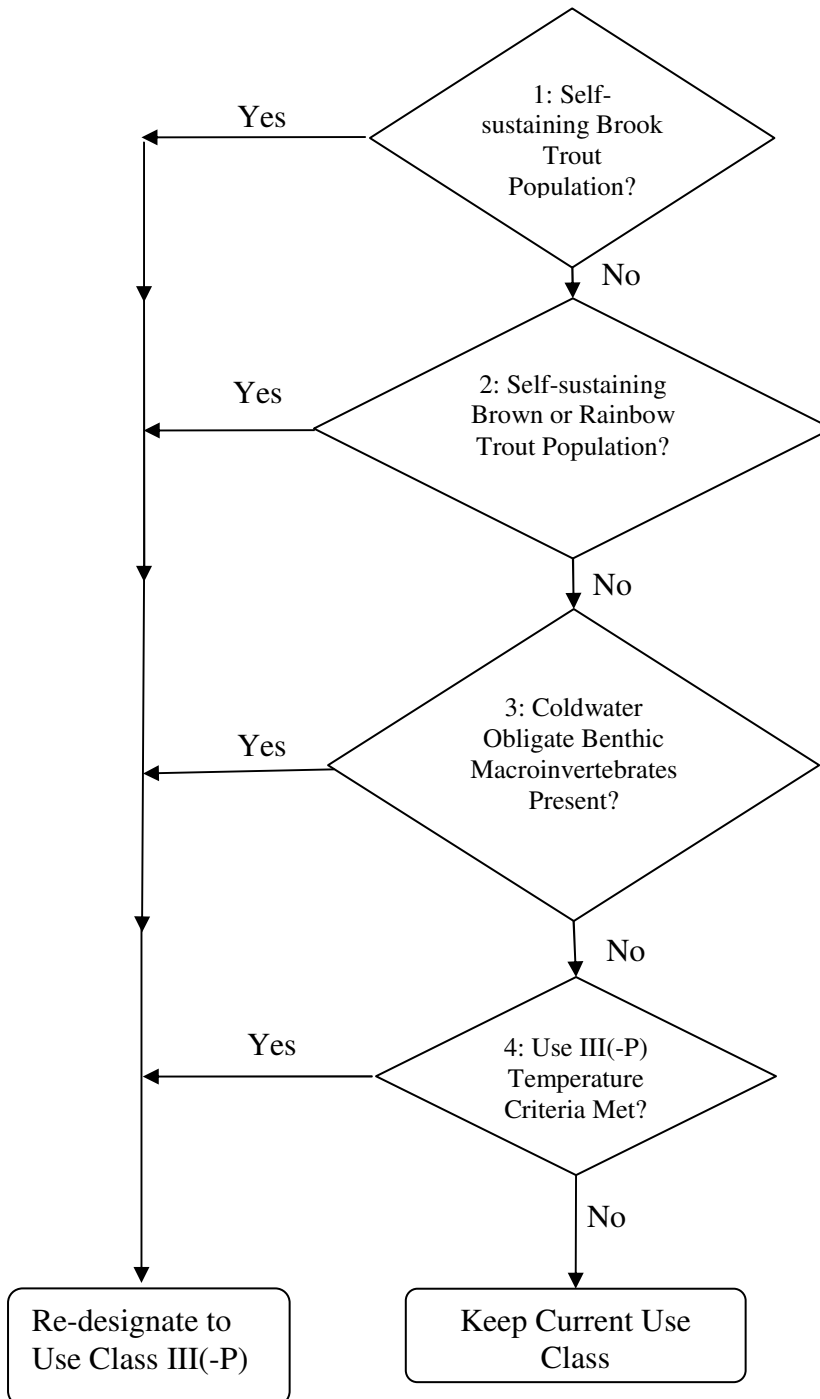 1: Self-
sustaining Brook
Trout
Population?
Yes
No
2: Self-sustaining
Brown or Rainbow
Trout Population?
Yes
No
3: Coldwater
Obligate Benthic
Macroinvertebrates
Present?
Yes
No
4: Use III(-P)
Temperature
Criteria Met?
Yes
No
Re-designate to
Use Class III(-P)
Keep Current Use
Class